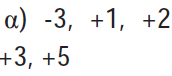 α) -3, +1, +2
+3, +5